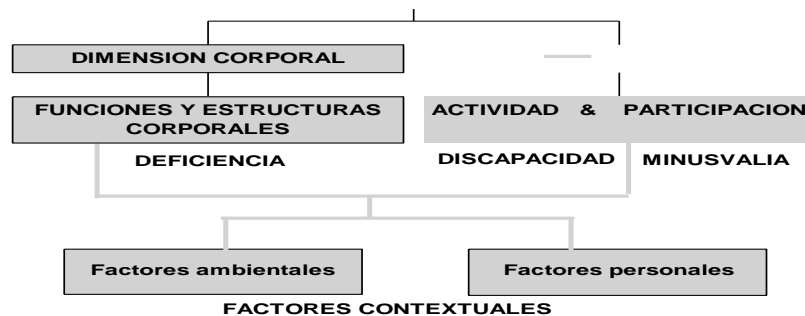 DIMENSION CORPORAL
FUNCIONES Y ESTRUCTURAS
CORPORALES
ACTIVIDAD & PARTICIPACION
DEFICIENCIA
DISCAPACIDAD
MINUSVALIA
Factores ambientales
Factores personales
FACTORES CONTEXTUALES